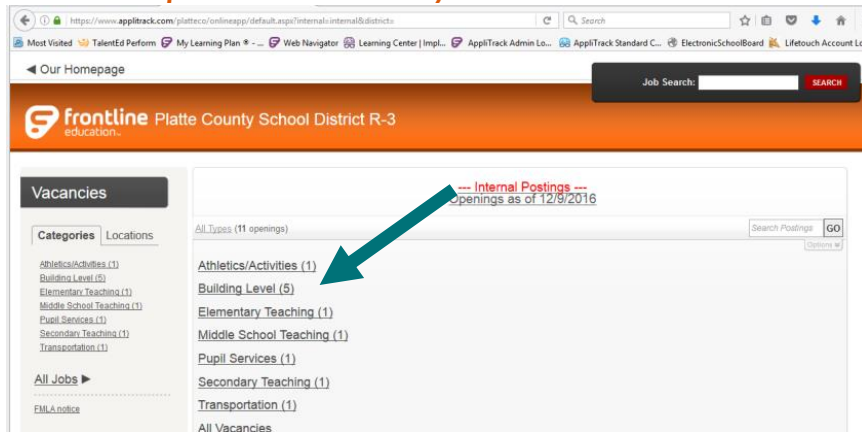 https://www.applitrack.com/platteco/onlineapp/default.aspx?internal=internal&district= Search
Most Visited TalentEd Perform My Learning Plan ® - ... Web Navigator Learning Center | Impl... AppliTrack Admin Lo... AppliTrack Standard C... ElectronicSchoolBoard Lifetouch Account Lo
◄ Our Homepage
Job Search: SEARCH
frontline education Platte County School District R-3
Vacancies
Categories Locations
Athletics/Activities (1)
Building Level (5)
Elementary Teaching (1)
Middle School Teaching (1)
Pupil Services (1)
Secondary Teaching (1)
Transportation (1)
All Jobs ►
FMLA notice
--- Internal Postings ---
Openings as of 12/9/2016
All Types (11 openings) Search Postings GO
Options
Athletics/Activities (1)
Building Level (5)
Elementary Teaching (1)
Middle School Teaching (1)
Pupil Services (1)
Secondary Teaching (1)
Transportation (1)
All Vacancies